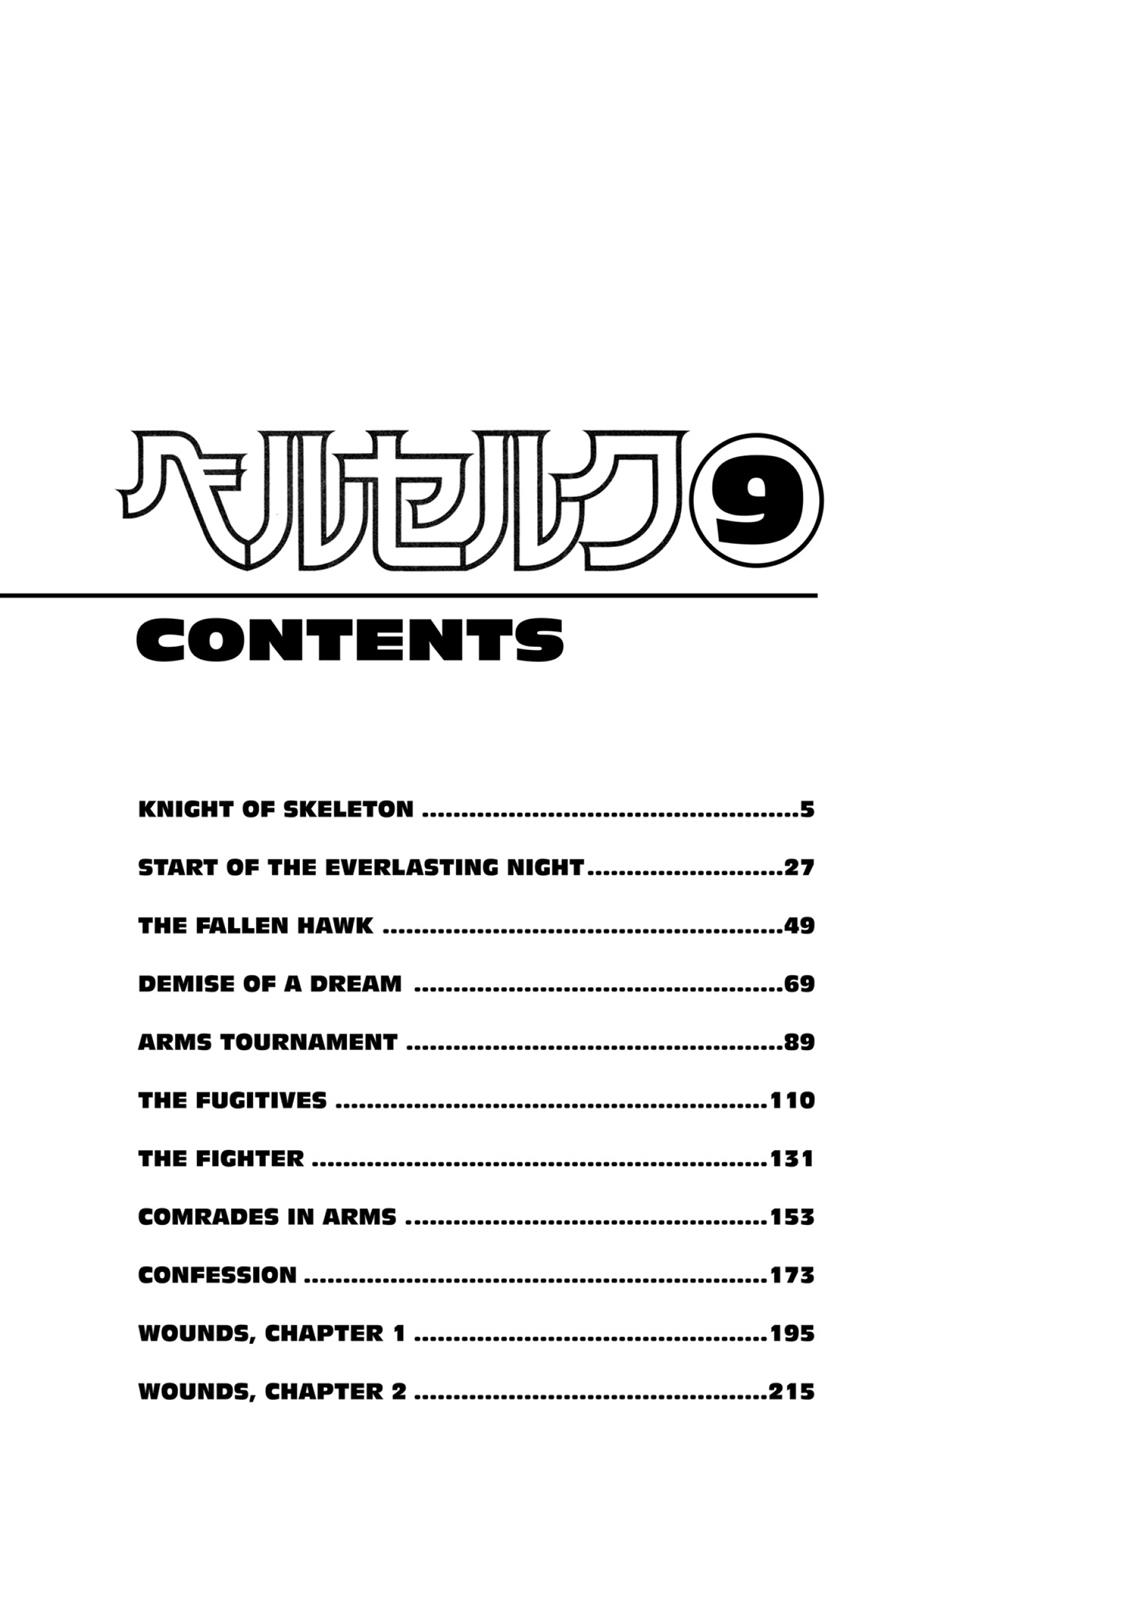 ベルセルク 9
CONTENTS
KNIGHT OF SKELETON ................................................5
START OF THE EVERLASTING NIGHT.........................27
THE FALLEN HAWK ...................................................49
DEMISE OF A DREAM ...............................................69
ARMS TOURNAMENT ................................................89
THE FUGITIVES .......................................................110
THE FIGHTER ..........................................................131
COMRADES IN ARMS ..............................................153
CONFESSION ...........................................................173
WOUNDS, CHAPTER 1 .............................................195
WOUNDS, CHAPTER 2 .............................................215